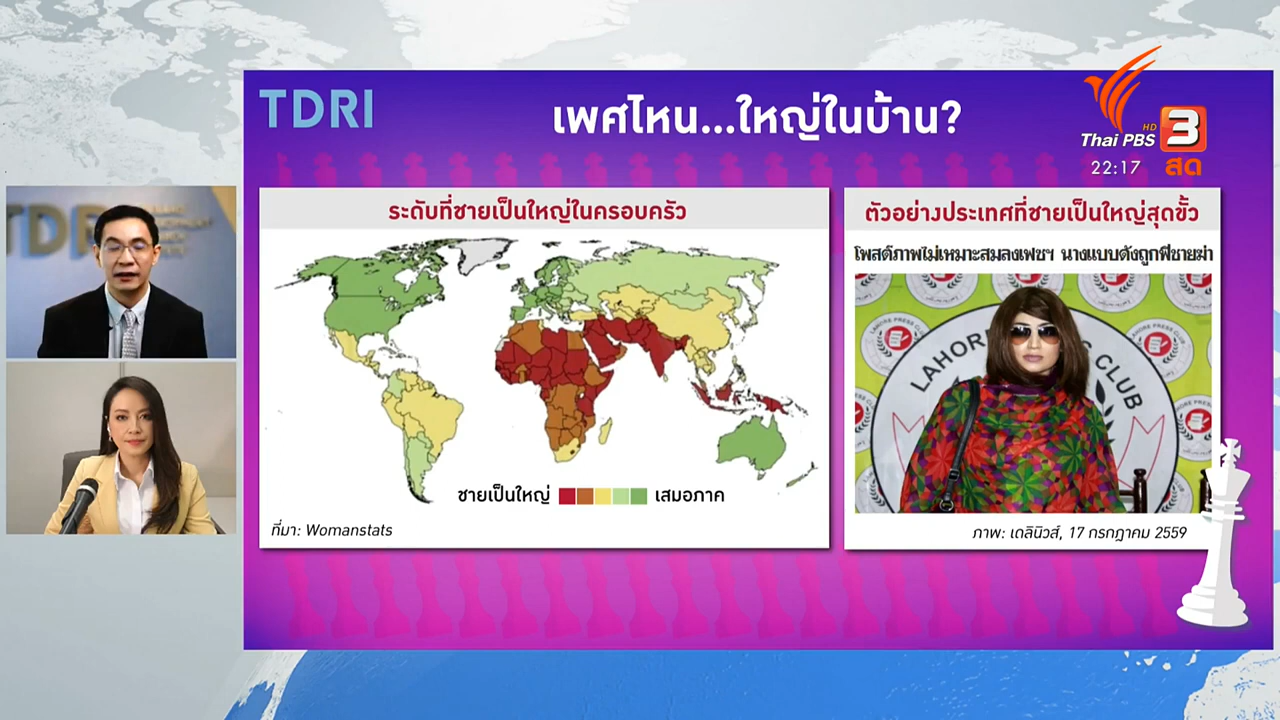 TDRI
เพศไหน...ใหญ่ในบ้าน?
Thai PBS HD 3
22:17 สด
ระดับที่ชายเป็นใหญ่ในครอบครัว
ชายเป็นใหญ่ เสมอภาค
ที่มา: Womanstats
ตัวอย่างประเทศที่ชายเป็นใหญ่สุดขั้ว
โพสต์ภาพไม่เหมาะสมลงเฟซฯ นางแบบดังถูกพี่ชายฆ่า
LAHORE PRESS CLUB
LAHOR S CLUB
ภาพ: เดลินิวส์, 17 กรกฎาคม 2559
TDR